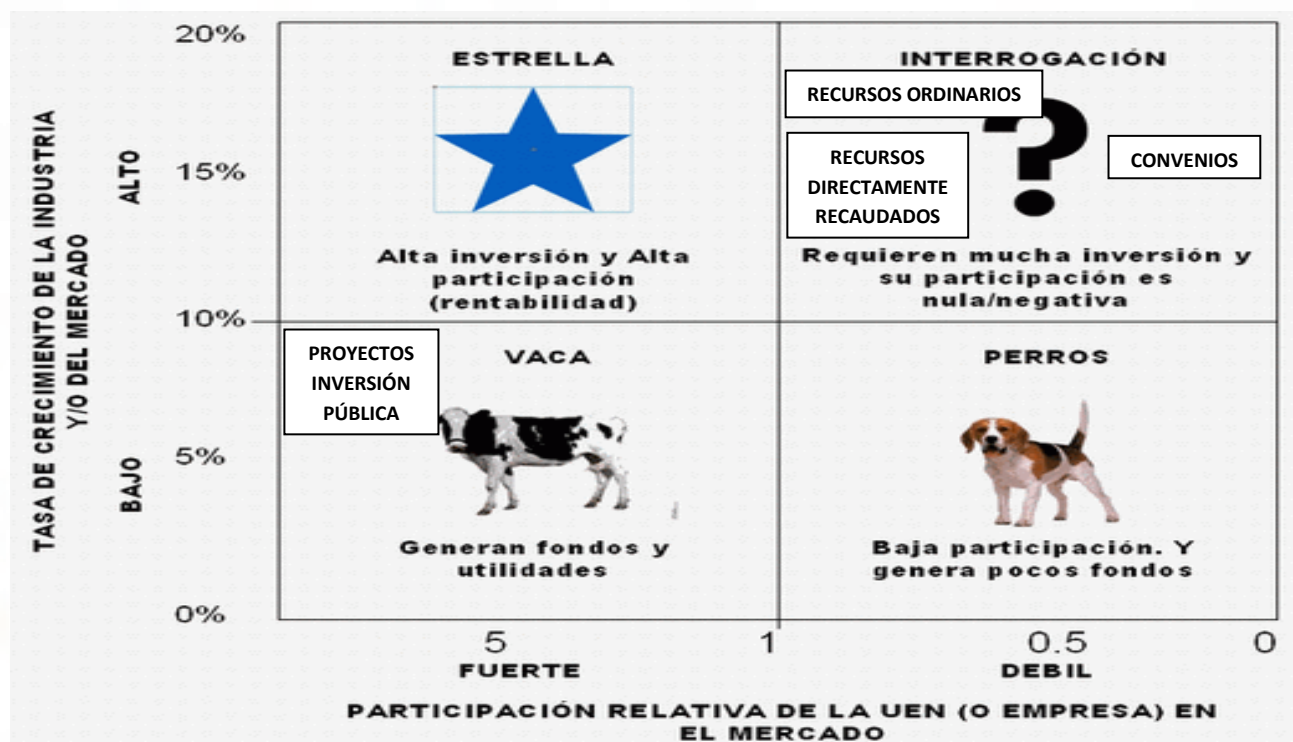 TASA DE CRECIMIENTO DE LA INDUSTRIA
Y/O DEL MERCADO
ALTO
BAJO
20%
15%
10%
5%
0%
ESTRELLA
Alta inversión y Alta
participación
(rentabilidad)
INTERROGACIÓN
RECURSOS ORDINARIOS
RECURSOS
DIRECTAMENTE
RECAUDADOS
?
CONVENIOS
Requieren mucha inversión y
su participación es
nula/negativa
PROYECTOS
INVERSIÓN
PÚBLICA
VACA
Generan fondos y
utilidades
PERROS
Baja participación. Y
genera pocos fondos
5
1
0.5
0
FUERTE
DEBIL
PARTICIPACIÓN RELATIVA DE LA UEN (O EMPRESA) EN
EL MERCADO